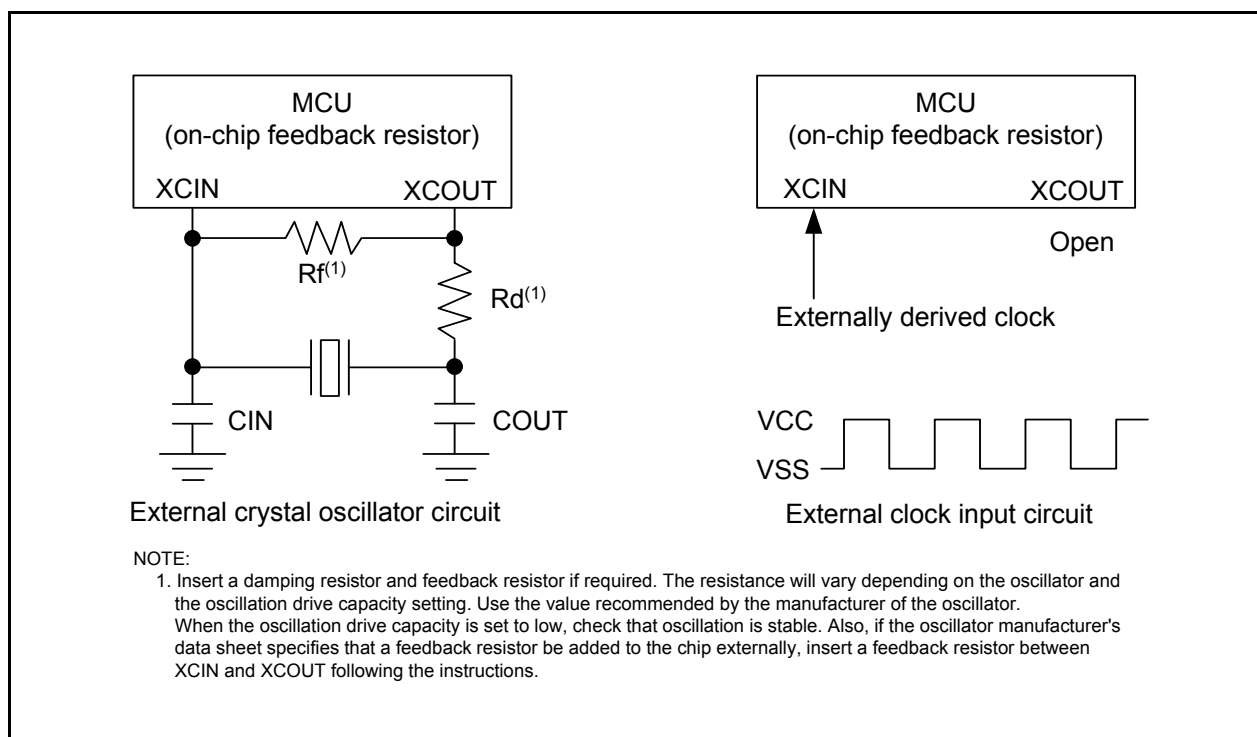 MCU
(on-chip feedback resistor)
XCIN
XCOUT
Rf(1)
Rd(1)
CIN
COUT
External crystal oscillator circuit
MCU
(on-chip feedback resistor)
XCIN
XCOUT
Open
Externally derived clock
VCC
VSS
External clock input circuit
NOTE:
1. Insert a damping resistor and feedback resistor if required. The resistance will vary depending on the oscillator and
the oscillation drive capacity setting. Use the value recommended by the manufacturer of the oscillator.
When the oscillation drive capacity is set to low, check that oscillation is stable. Also, if the oscillator manufacturer's
data sheet specifies that a feedback resistor be added to the chip externally, insert a feedback resistor between
XCIN and XCOUT following the instructions.